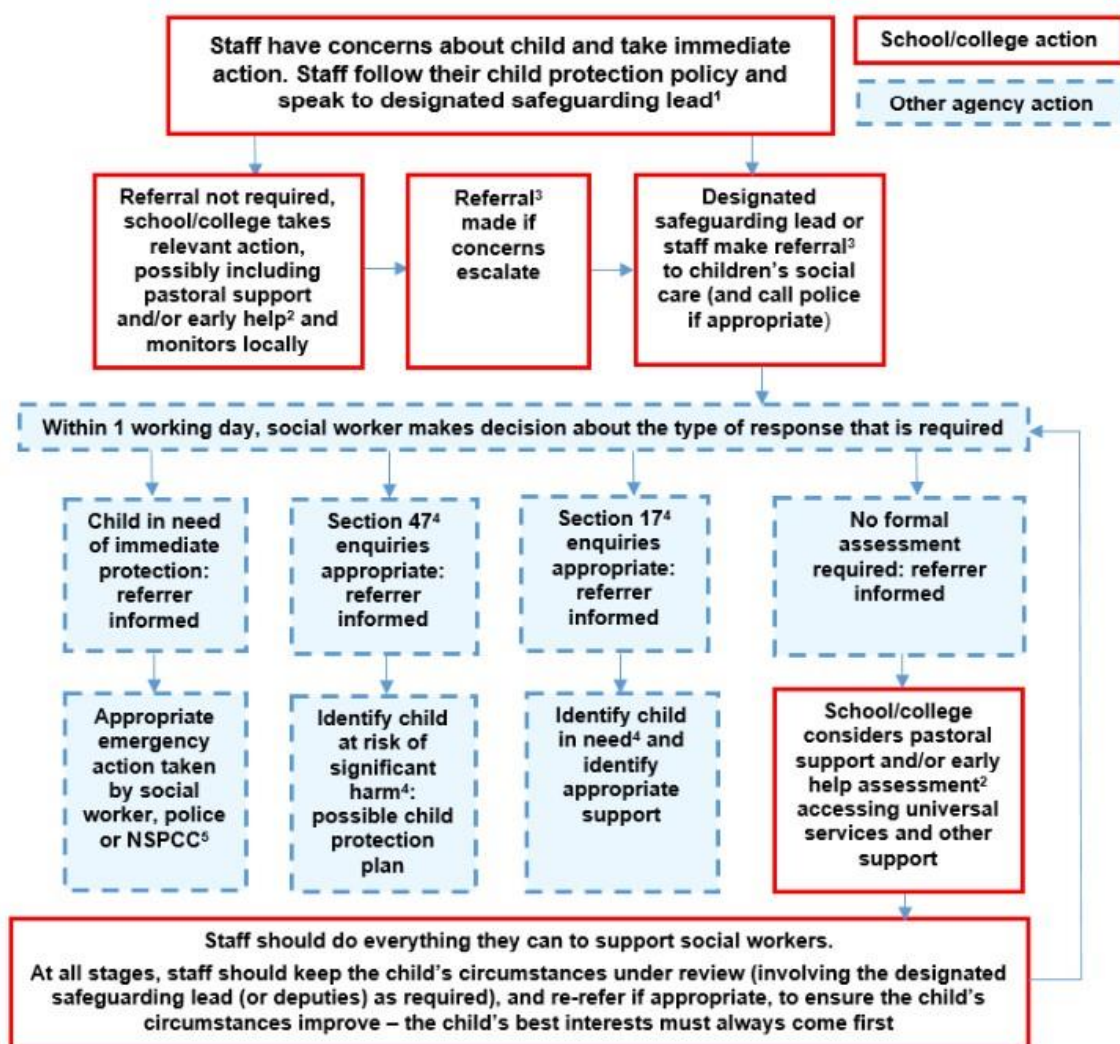 Staff have concerns about child and take immediate
action. Staff follow their child protection policy and
speak to designated safeguarding lead¹
School/college action
Other agency action
Referral not required,
school/college takes
relevant action,
possibly including
pastoral support
and/or early help² and
monitors locally
Referral³
made if
concerns
escalate
Designated
safeguarding lead or
staff make referral³
to children’s social
care (and call police
if appropriate)
Within 1 working day, social worker makes decision about the type of response that is required
Child in need
of immediate
protection:
referrer
informed
Section 47⁴
enquiries
appropriate:
referrer
informed
Section 17⁴
enquiries
appropriate:
referrer
informed
No formal
assessment
required: referrer
informed
Appropriate
emergency
action taken
by social
worker, police
or NSPCC⁵
Identify child
at risk of
significant
harm⁴:
possible child
protection
plan
Identify child
in need⁴ and
identify
appropriate
support
School/college
considers pastoral
support and/or early
help assessment²
accessing universal
services and other
support
Staff should do everything they can to support social workers.
At all stages, staff should keep the child’s circumstances under review (involving the designated
safeguarding lead (or deputies) as required), and re-refer if appropriate, to ensure the child’s
circumstances improve – the child’s best interests must always come first